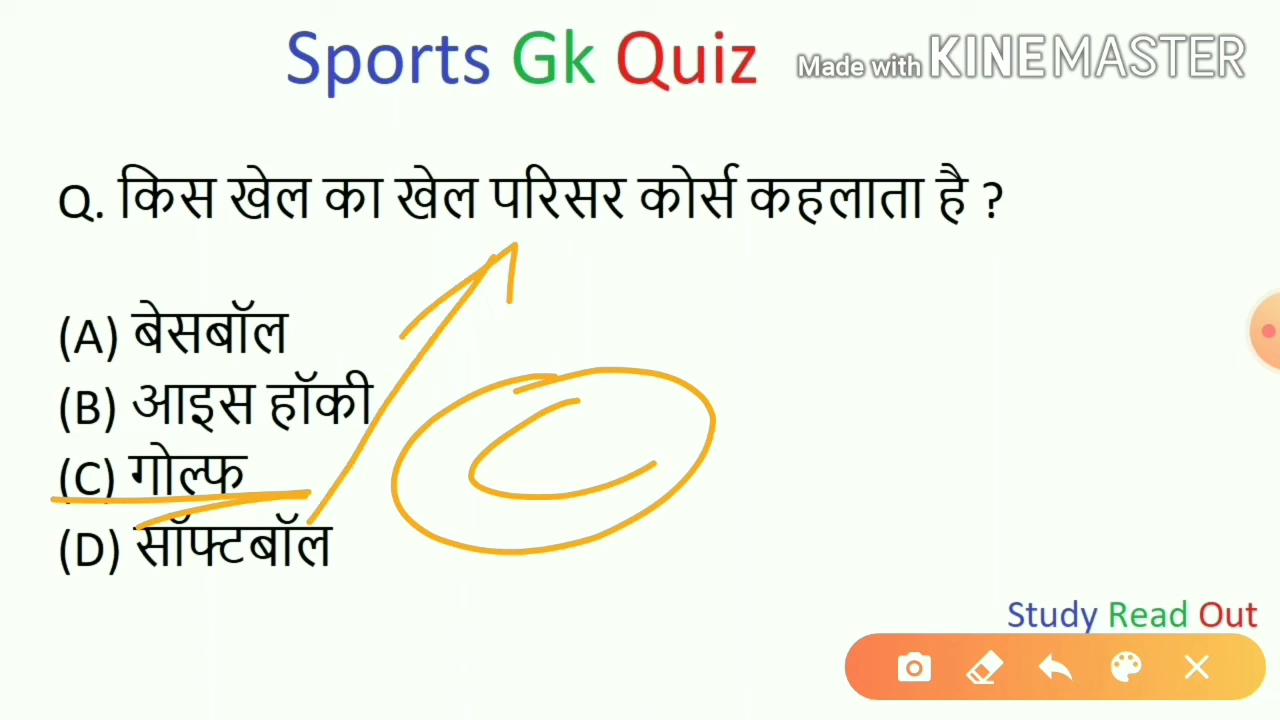 Sports Gk Quiz
Made with KINEMASTER
Q. किस खेल का खेल परिसर कोर्स कहलाता है ?
(A) बेसबॉल
(B) आइस हॉकी
(C) गोल्फ
(D) सॉफ्टबॉल
Study Read Out